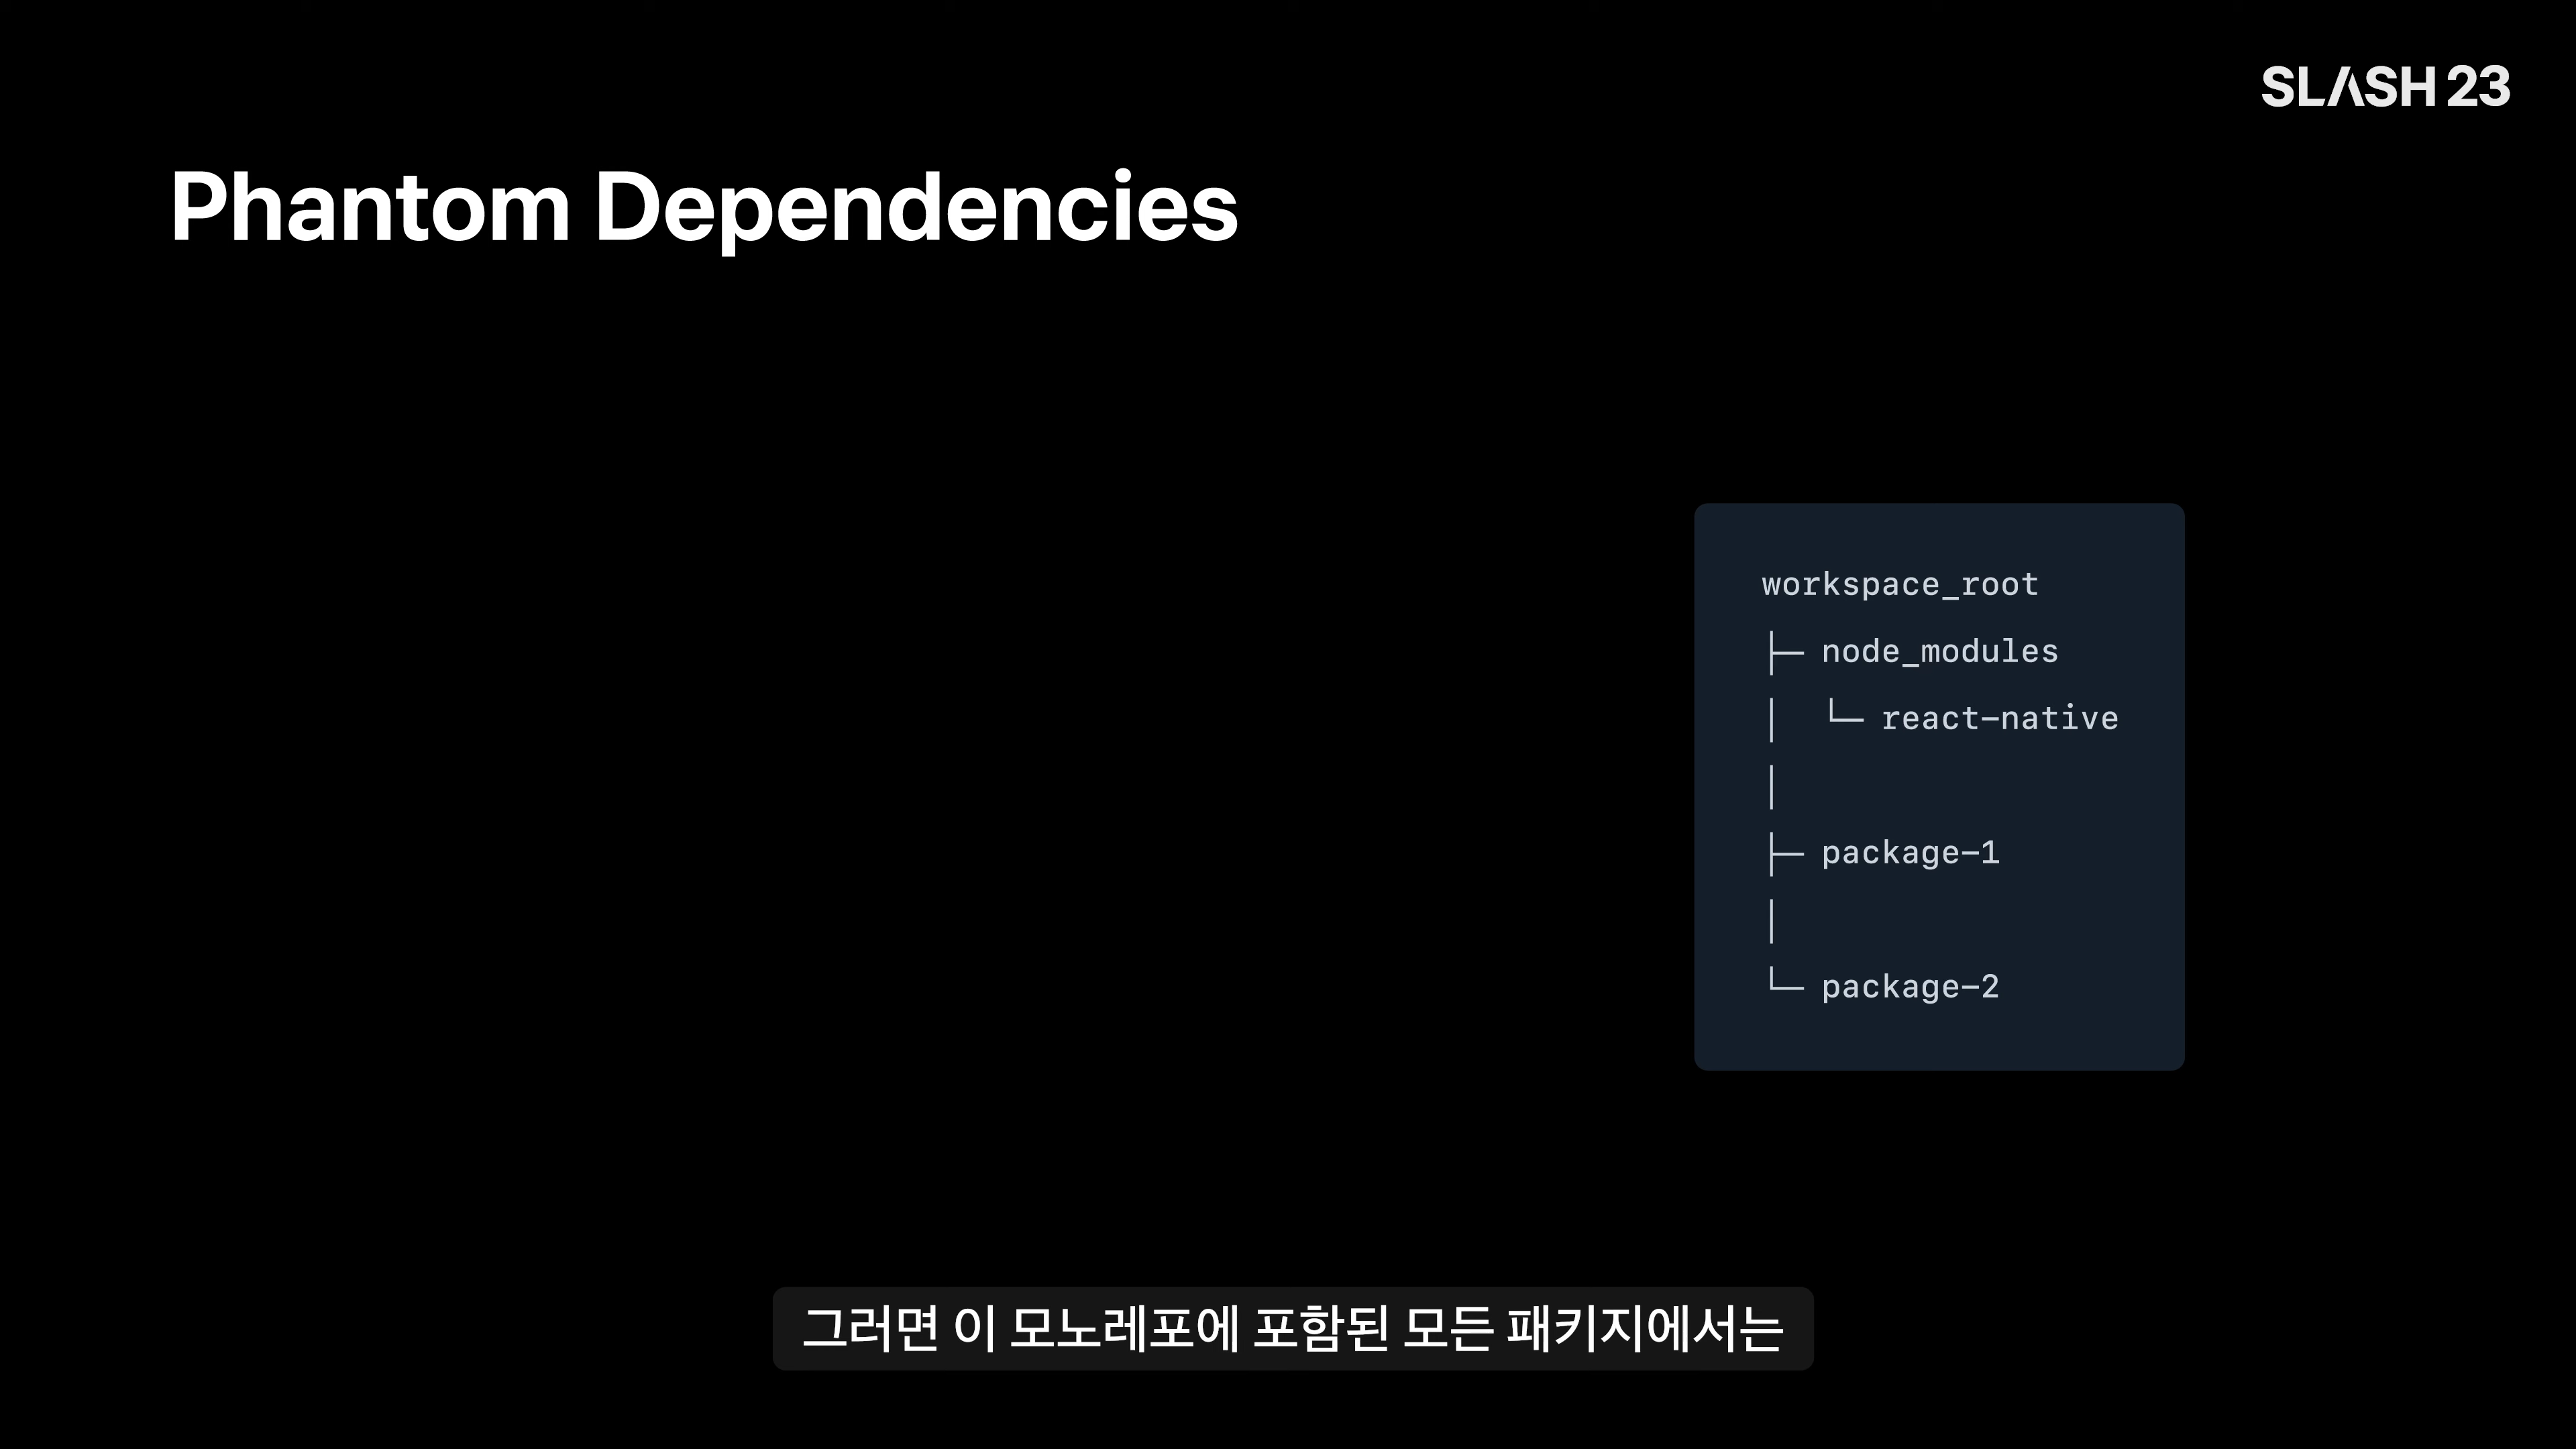 SLASH 23
Phantom Dependencies
workspace_root
├─ node_modules
│  └─ react-native
│
├─ package-1
│
└─ package-2
그러면 이 모노레포에 포함된 모든 패키지에서는